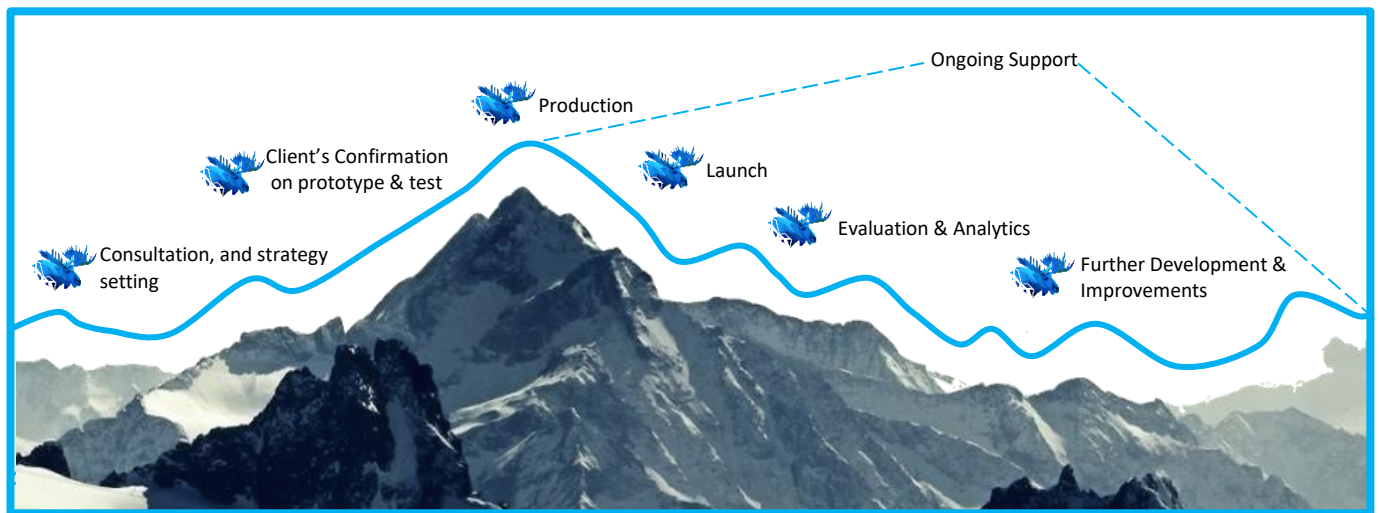 Consultation, and strategy
setting
Client’s Confirmation
on prototype & test
Production
Ongoing Support
Launch
Evaluation & Analytics
Further Development &
Improvements